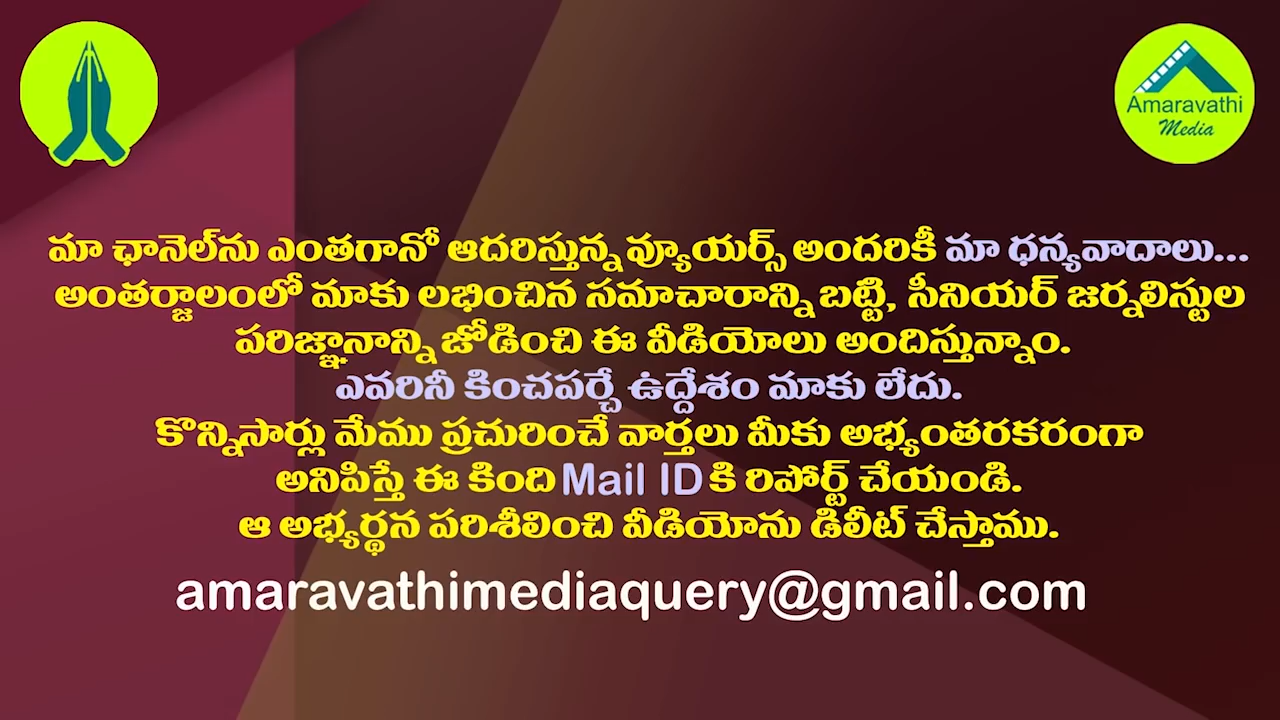 Amaravathi
Media
మా ఛానెల్‌ను ఎంతగానో ఆదరిస్తున్న వ్యూయర్స్ అందరికీ మా ధన్యవాదాలు...
అంతర్జాలంలో మాకు లభించిన సమాచారాన్ని బట్టి, సీనియర్ జర్నలిస్టుల
పరిజ్ఞానాన్ని జోడించి ఈ వీడియోలు అందిస్తున్నాం.
ఎవరినీ కించపర్చే ఉద్దేశం మాకు లేదు.
కొన్నిసార్లు మేము ప్రచురించే వార్తలు మీకు అభ్యంతరకరంగా
అనిపిస్తే ఈ కింది Mail ID కి రిపోర్ట్ చేయండి.
ఆ అభ్యర్థన పరిశీలించి వీడియోను డిలీట్ చేస్తాము.
amaravathimediaquery@gmail.com